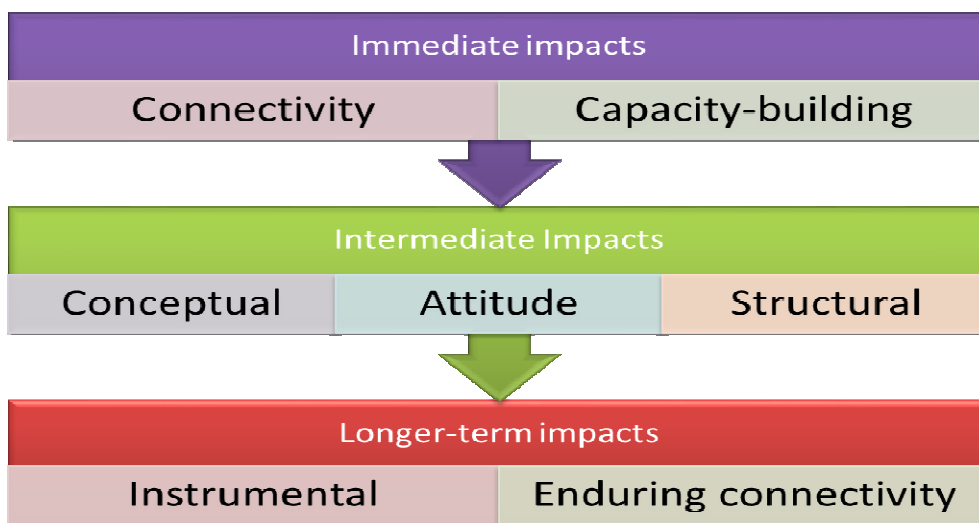 Immediate impacts
Connectivity Capacity-building
Intermediate Impacts
Conceptual Attitude Structural
Longer-term impacts
Instrumental Enduring connectivity